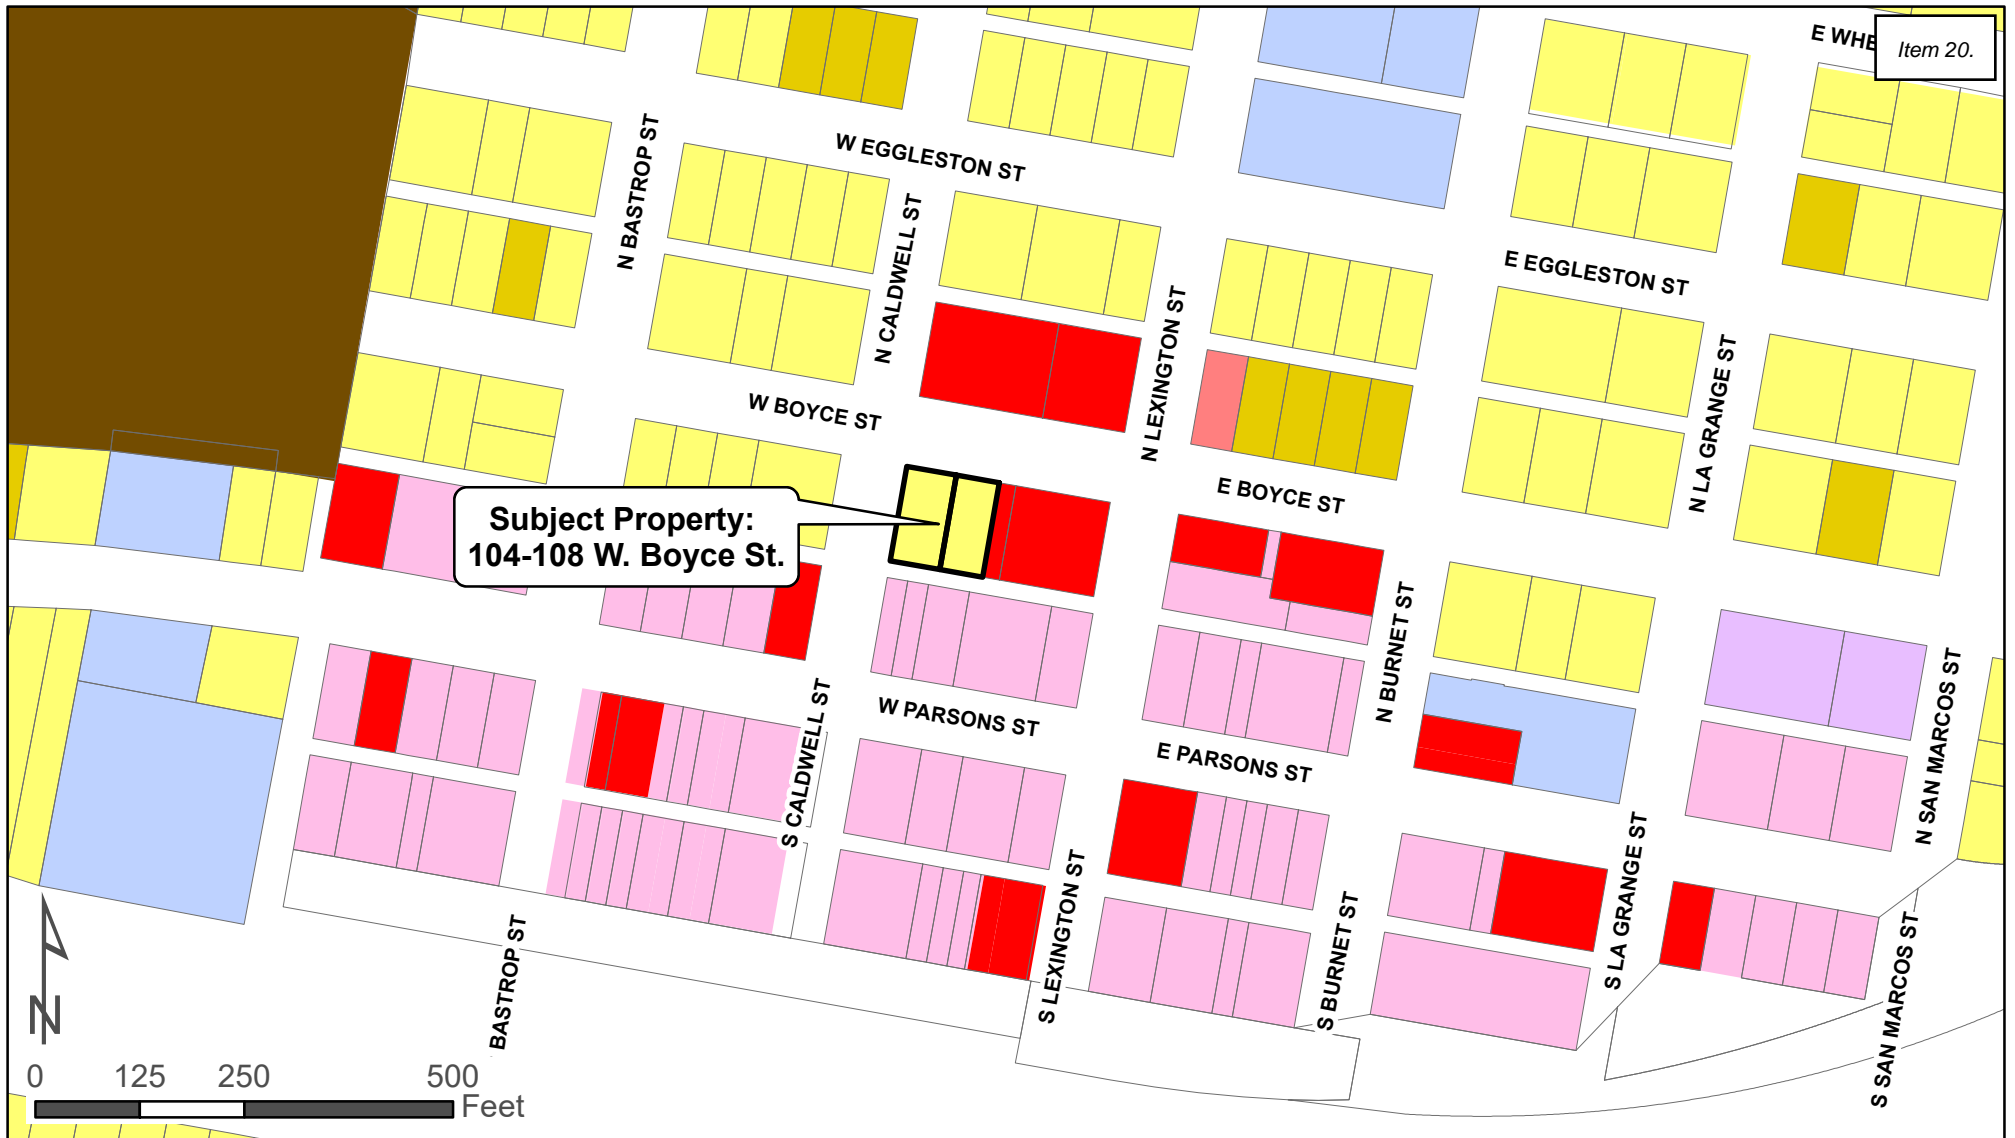 E WHE
Item 20.
W EGGLESTON ST
N BASTROP ST
N CALDWELL ST
E EGGLESTON ST
N LEXINGTON ST
N LA GRANGE ST
W BOYCE ST
E BOYCE ST
Subject Property:
104-108 W. Boyce St.
N BURNET ST
N SAN MARCOS ST
S CALDWELL ST
W PARSONS ST
E PARSONS ST
S LEXINGTON ST
S LA GRANGE ST
S BURNET ST
BASTROP ST
S SAN MARCOS ST
N
0 125 250 500
Feet